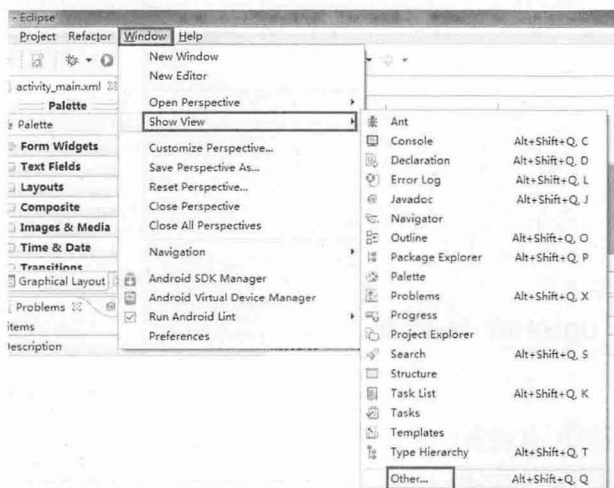 - Eclipse
Project Refactor Window Help
activity_main.xml
Palette
Palette
Form Widgets
Text Fields
Layouts
Composite
Images & Media
Time & Date
Transitions
Graphical Layout
Problems @
items
Description
New Window
New Editor
Open Perspective
Show View
Customize Perspective...
Save Perspective As...
Reset Perspective...
Close Perspective
Close All Perspectives
Navigation
Android SDK Manager
Android Virtual Device Manager
Run Android Lint
Preferences
Ant
Console Alt+Shift+Q, C
Declaration Alt+Shift+Q, D
Error Log Alt+Shift+Q, L
@ Javadoc Alt+Shift+Q, J
Navigator
Outline Alt+Shift+Q, O
Package Explorer Alt+Shift+Q, P
Palette
Problems Alt+Shift+Q, X
Progress
Project Explorer
Search Alt+Shift+Q, S
Structure
Task List Alt+Shift+Q, K
Tasks
Templates
Type Hierarchy Alt+Shift+Q, T
Other... Alt+Shift+Q, Q